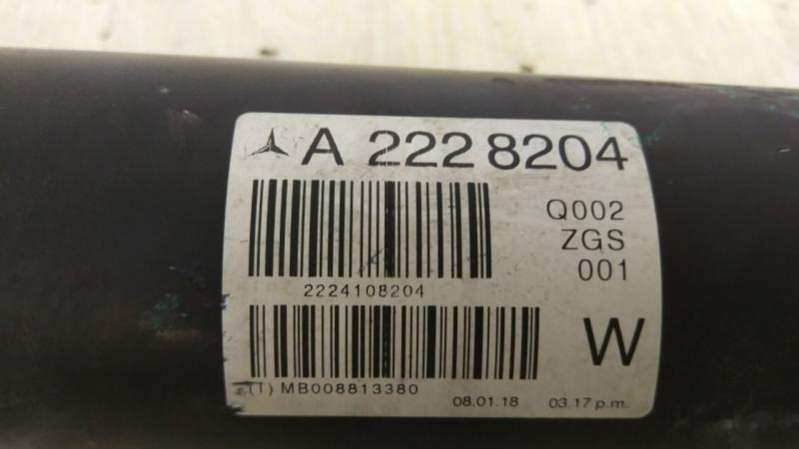 A 222 8204
Q002
ZGS
001
2224108204
W
(1) MB008813380
08.01.18 03.17 p.m.